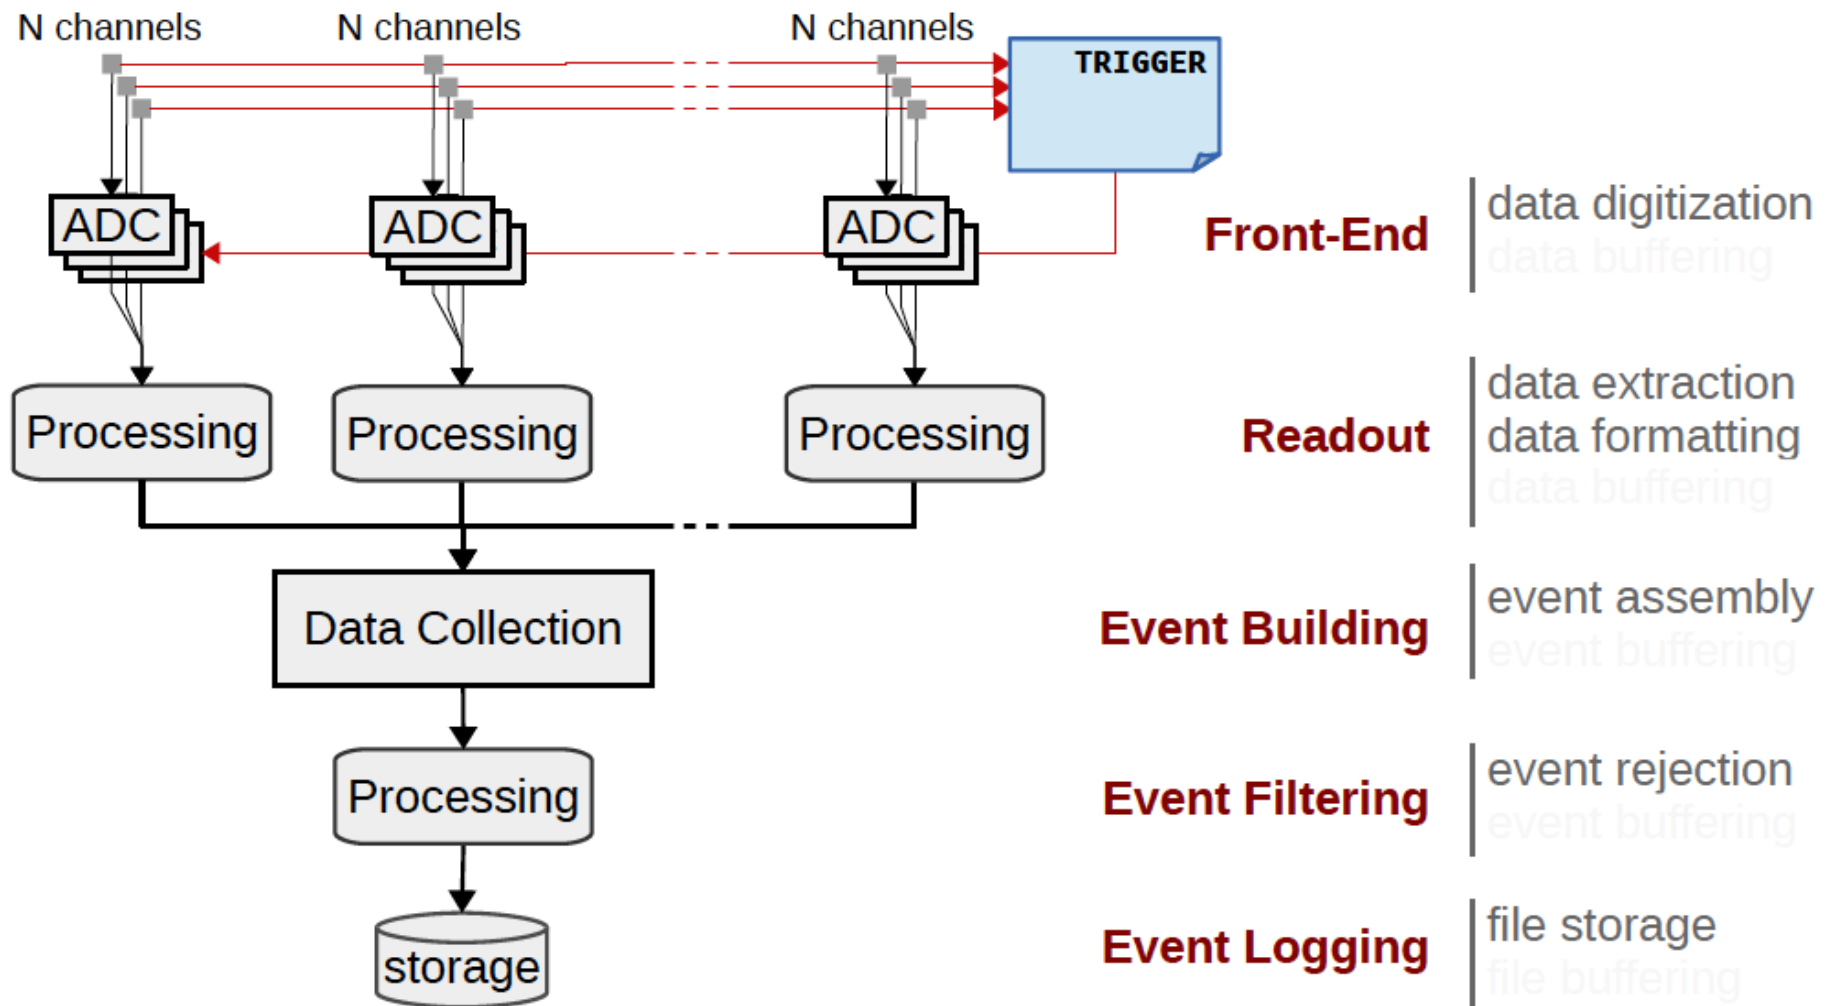 N channels
N channels
N channels
TRIGGER
ADC
ADC
ADC
Front-End
data digitization
data buffering
Processing
Processing
Processing
Readout
data extraction
data formatting
data buffering
Data Collection
Event Building
event assembly
event buffering
Processing
Event Filtering
event rejection
event buffering
storage
Event Logging
file storage
file buffering